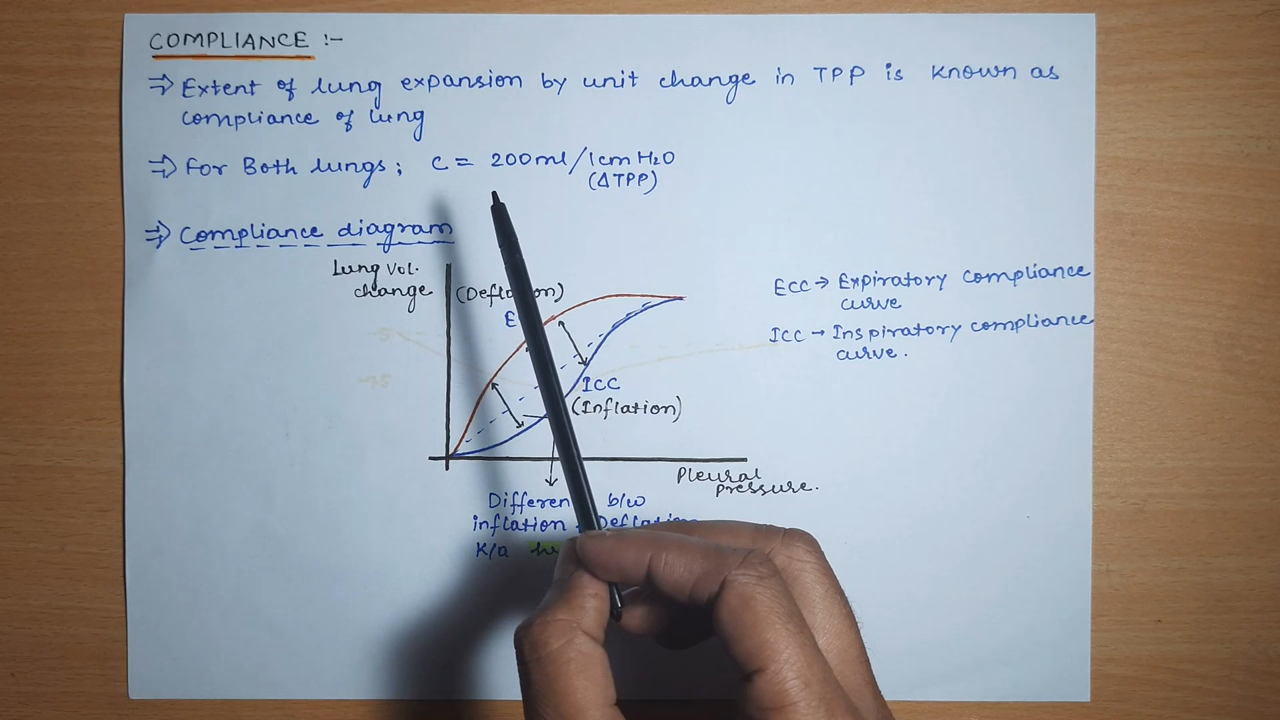 COMPLIANCE :-
⇒ Extent of lung expansion by unit change in TPP is known as
compliance of lung
⇒ For Both lungs; C = 200ml/1cm H2O
(ΔTPP)
⇒ Compliance diagram
Lung Vol.
change
ICC
(Inflation)
Pleural
pressure.
b/w
inflation
K/a
ECC → Expiratory compliance
curve
ICC → Inspiratory compliance
curve.